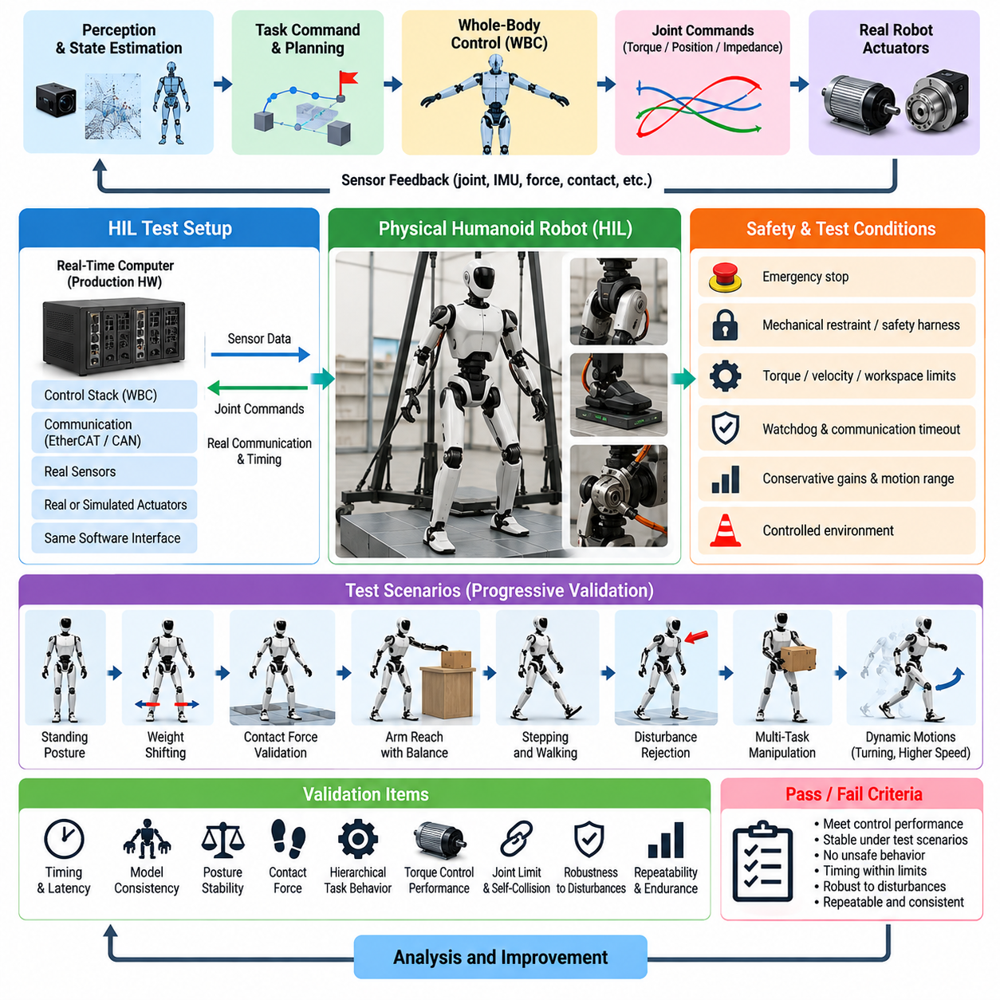 Perception
& State Estimation
Task Command
& Planning
Whole-Body
Control (WBC)
Joint Commands
(Torque / Position / Impedance)
Real Robot
Actuators
Sensor Feedback (joint, IMU, force, contact, etc.)
HIL Test Setup
Real-Time Computer
(Production HW)
Control Stack (WBC)
Communication
(EtherCAT / CAN)
Real Sensors
Real or Simulated Actuators
Same Software Interface
Sensor Data
Joint Commands
Real Communication
& Timing
Physical Humanoid Robot (HIL)
Safety & Test Conditions
Emergency stop
Mechanical restraint / safety harness
Torque / velocity / workspace limits
Watchdog & communication timeout
Conservative gains & motion range
Controlled environment
Test Scenarios (Progressive Validation)
Standing
Posture
Weight
Shifting
Contact Force
Validation
Arm Reach
with Balance
Stepping
and Walking
Disturbance
Rejection
Multi-Task
Manipulation
Dynamic Motions
(Turning, Higher Speed)
Validation Items
Timing
& Latency
Model
Consistency
Posture
Stability
Contact
Force
Hierarchical
Task Behavior
Torque Control
Performance
Joint Limit
& Self-Collision
Robustness
to Disturbances
Repeatability
& Endurance
Pass / Fail Criteria
• Meet control performance
• Stable under test scenarios
• No unsafe behavior
• Timing within limits
• Robust to disturbances
• Repeatable and consistent
Analysis and Improvement